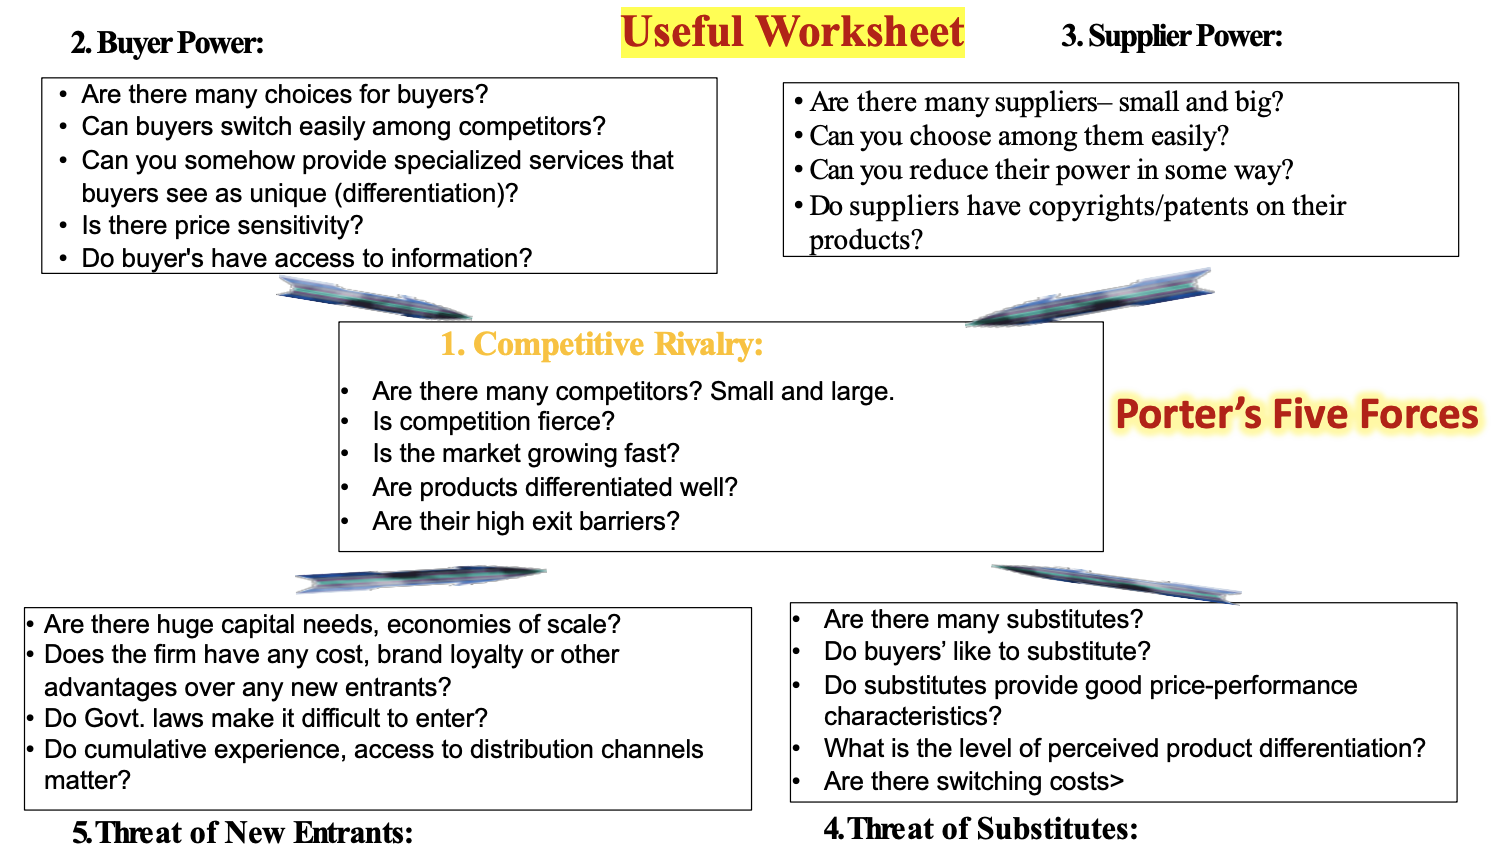 Useful Worksheet
2. Buyer Power:
• Are there many choices for buyers?
• Can buyers switch easily among competitors?
• Can you somehow provide specialized services that
buyers see as unique (differentiation)?
• Is there price sensitivity?
• Do buyer's have access to information?
3. Supplier Power:
• Are there many suppliers– small and big?
• Can you choose among them easily?
• Can you reduce their power in some way?
• Do suppliers have copyrights/patents on their
products?
1. Competitive Rivalry:
• Are there many competitors? Small and large.
• Is competition fierce?
• Is the market growing fast?
• Are products differentiated well?
• Are their high exit barriers?
Porter’s Five Forces
• Are there huge capital needs, economies of scale?
• Does the firm have any cost, brand loyalty or other
advantages over any new entrants?
• Do Govt. laws make it difficult to enter?
• Do cumulative experience, access to distribution channels
matter?
5.Threat of New Entrants:
• Are there many substitutes?
• Do buyers’ like to substitute?
• Do substitutes provide good price-performance
characteristics?
• What is the level of perceived product differentiation?
• Are there switching costs>
4.Threat of Substitutes: